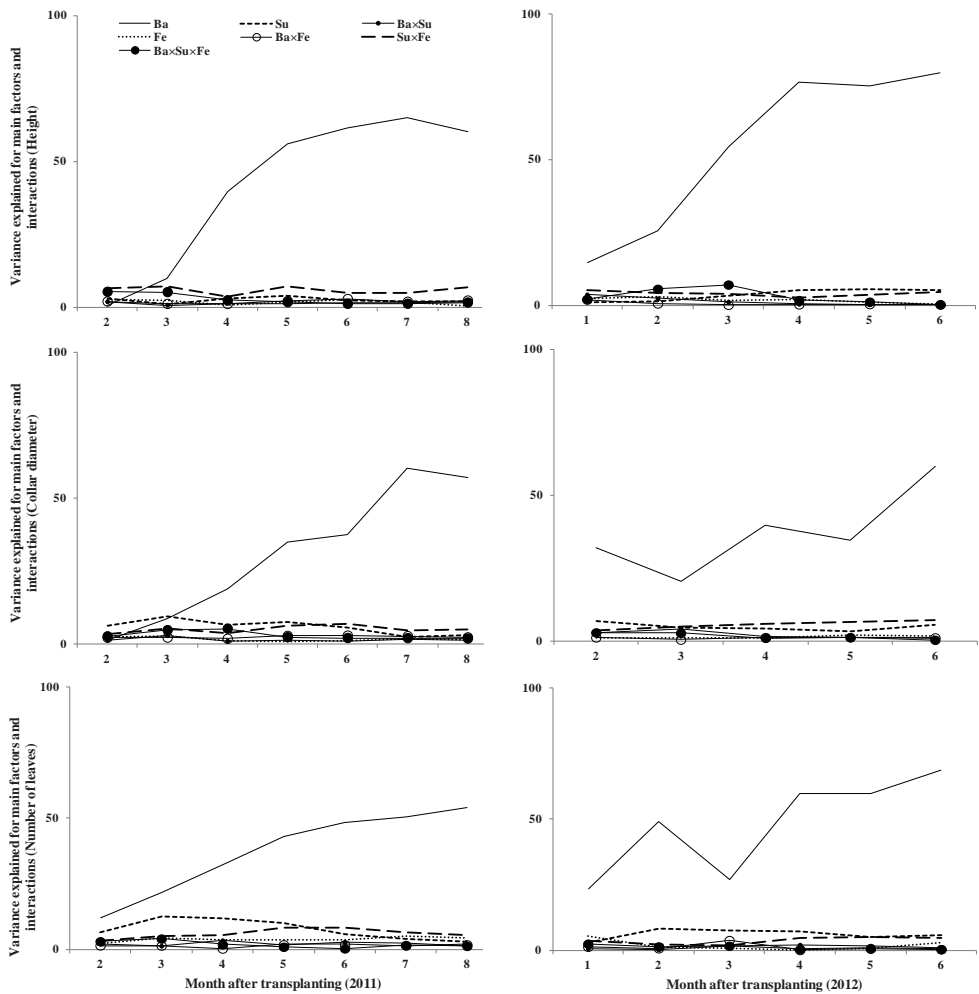 Ba Su Ba×Su
Fe Ba×Fe Su×Fe
Ba×Su×Fe
Variance explained for main factors and
interactions (Height)
100
50
0
2 3 4 5 6 7 8
100
50
0
1 2 3 4 5 6
Variance explained for main factors and
interactions (Collar diameter)
100
50
0
2 3 4 5 6 7 8
100
50
0
2 3 4 5 6
Variance explained for main factors and
interactions (Number of leaves)
100
50
0
2 3 4 5 6 7 8
Month after transplanting (2011)
100
50
0
1 2 3 4 5 6
Month after transplanting (2012)